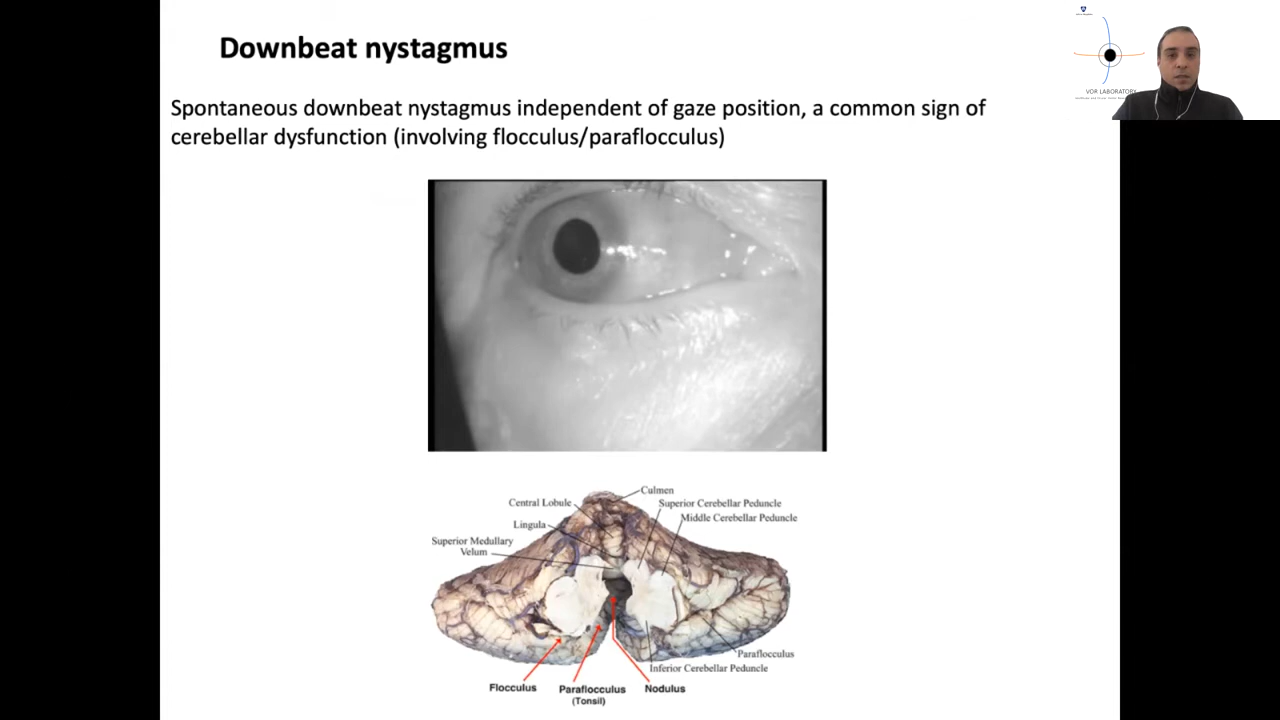 Downbeat nystagmus
Spontaneous downbeat nystagmus independent of gaze position, a common sign of
cerebellar dysfunction (involving flocculus/paraflocculus)
VOR LABORATORY
Culmen
Central Lobule
Superior Cerebellar Peduncle
Middle Cerebellar Peduncle
Lingula
Superior Medullary
Velum
Paraflocculus
Inferior Cerebellar Peduncle
Flocculus
Paraflocculus
(Tonsil)
Nodulus